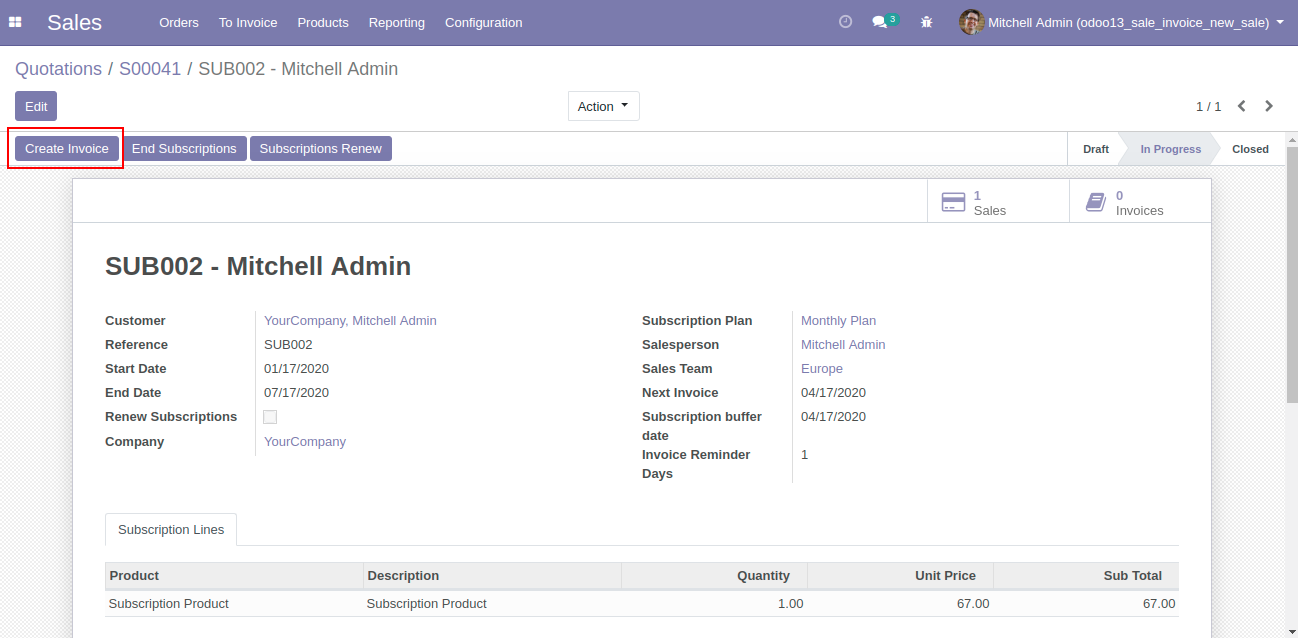 Sales Orders To Invoice Products Reporting Configuration 3 Mitchell Admin (odoo13_sale_invoice_new_sale)
Quotations / S00041 / SUB002 - Mitchell Admin
Edit Action 1 / 1
Create Invoice End Subscriptions Subscriptions Renew Draft In Progress Closed
1 Sales
0 Invoices
SUB002 - Mitchell Admin
Customer YourCompany, Mitchell Admin
Reference SUB002
Start Date 01/17/2020
End Date 07/17/2020
Renew Subscriptions
Company YourCompany
Subscription Plan Monthly Plan
Salesperson Mitchell Admin
Sales Team Europe
Next Invoice 04/17/2020
Subscription buffer 04/17/2020
date
Invoice Reminder 1
Days
Subscription Lines
Product Description Quantity Unit Price Sub Total
Subscription Product Subscription Product 1.00 67.00 67.00